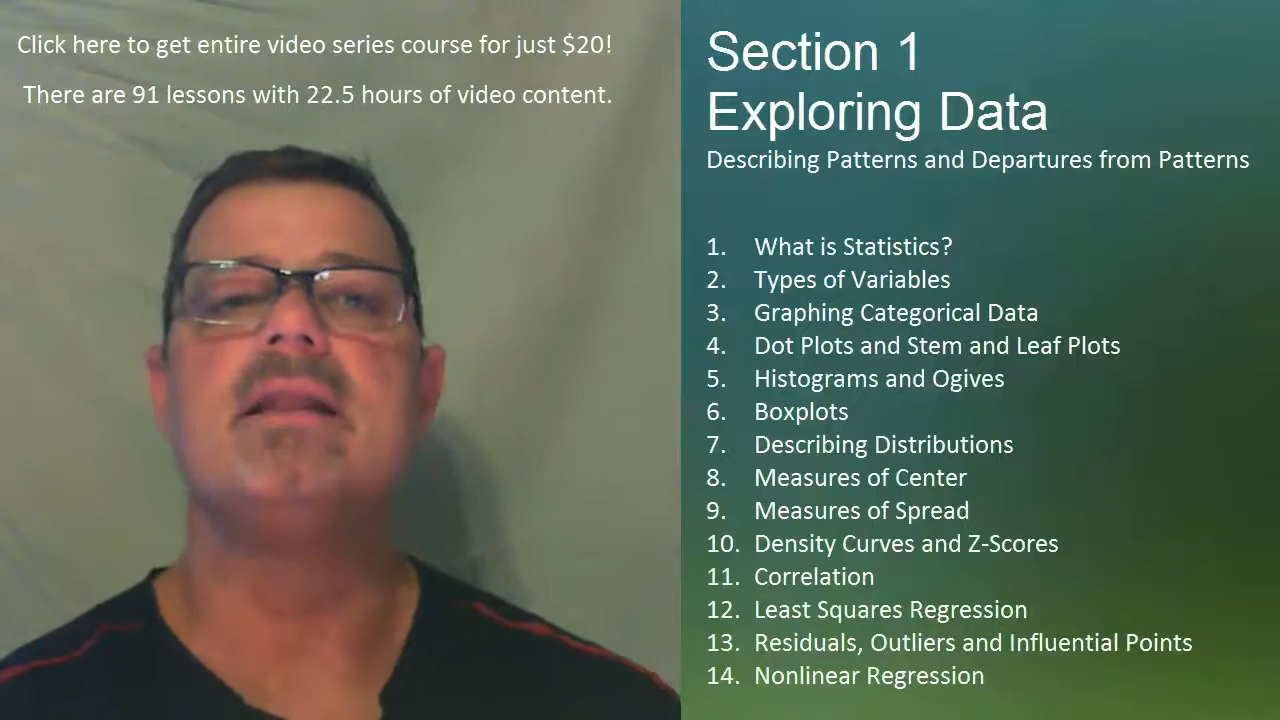 Click here to get entire video series course for just $20!
There are 91 lessons with 22.5 hours of video content.
Section 1
Exploring Data
Describing Patterns and Departures from Patterns
1. What is Statistics?
2. Types of Variables
3. Graphing Categorical Data
4. Dot Plots and Stem and Leaf Plots
5. Histograms and Ogives
6. Boxplots
7. Describing Distributions
8. Measures of Center
9. Measures of Spread
10. Density Curves and Z-Scores
11. Correlation
12. Least Squares Regression
13. Residuals, Outliers and Influential Points
14. Nonlinear Regression